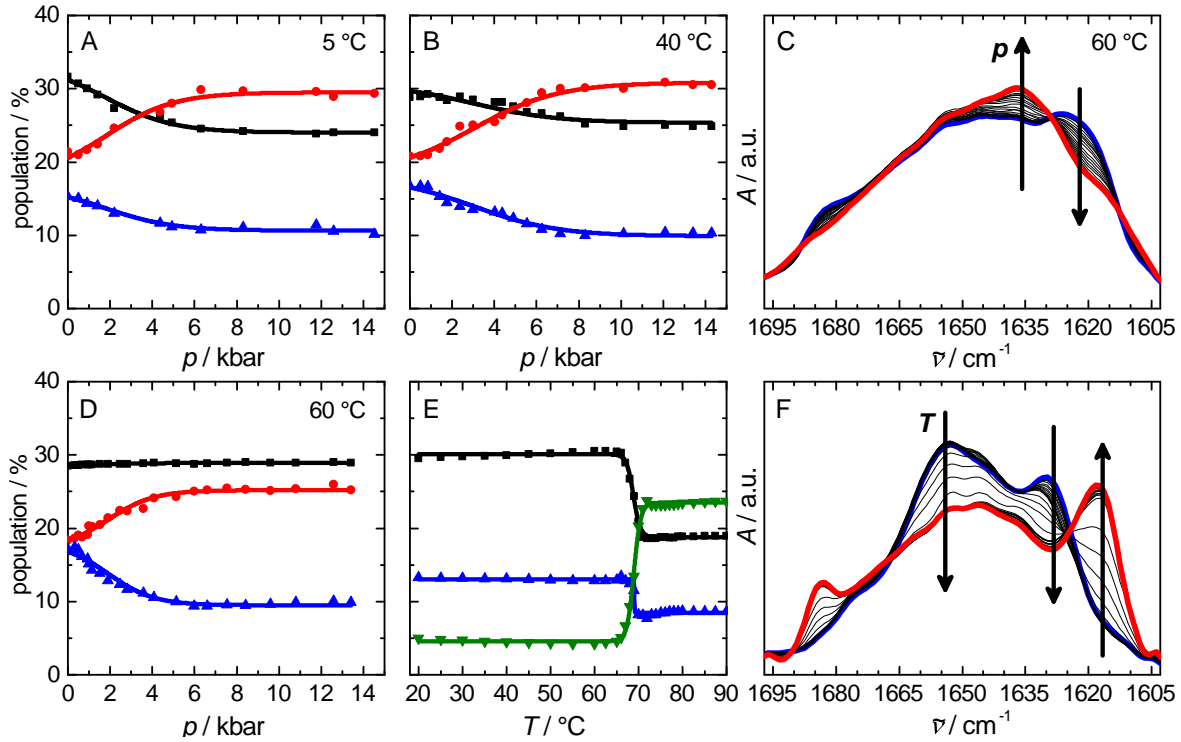 A
5 °C
population / %
40
30
20
10
0
0 2 4 6 8 10 12 14
p / kbar
B
40 °C
0 2 4 6 8 10 12 14
p / kbar
C
60 °C
p
A / a.u.
1695 1680 1665 1650 1635 1620 1605
ν̃ / cm⁻¹
D
60 °C
population / %
40
30
20
10
0
0 2 4 6 8 10 12 14
p / kbar
E
20 30 40 50 60 70 80 90
T / °C
F
T
A / a.u.
1695 1680 1665 1650 1635 1620 1605
ν̃ / cm⁻¹